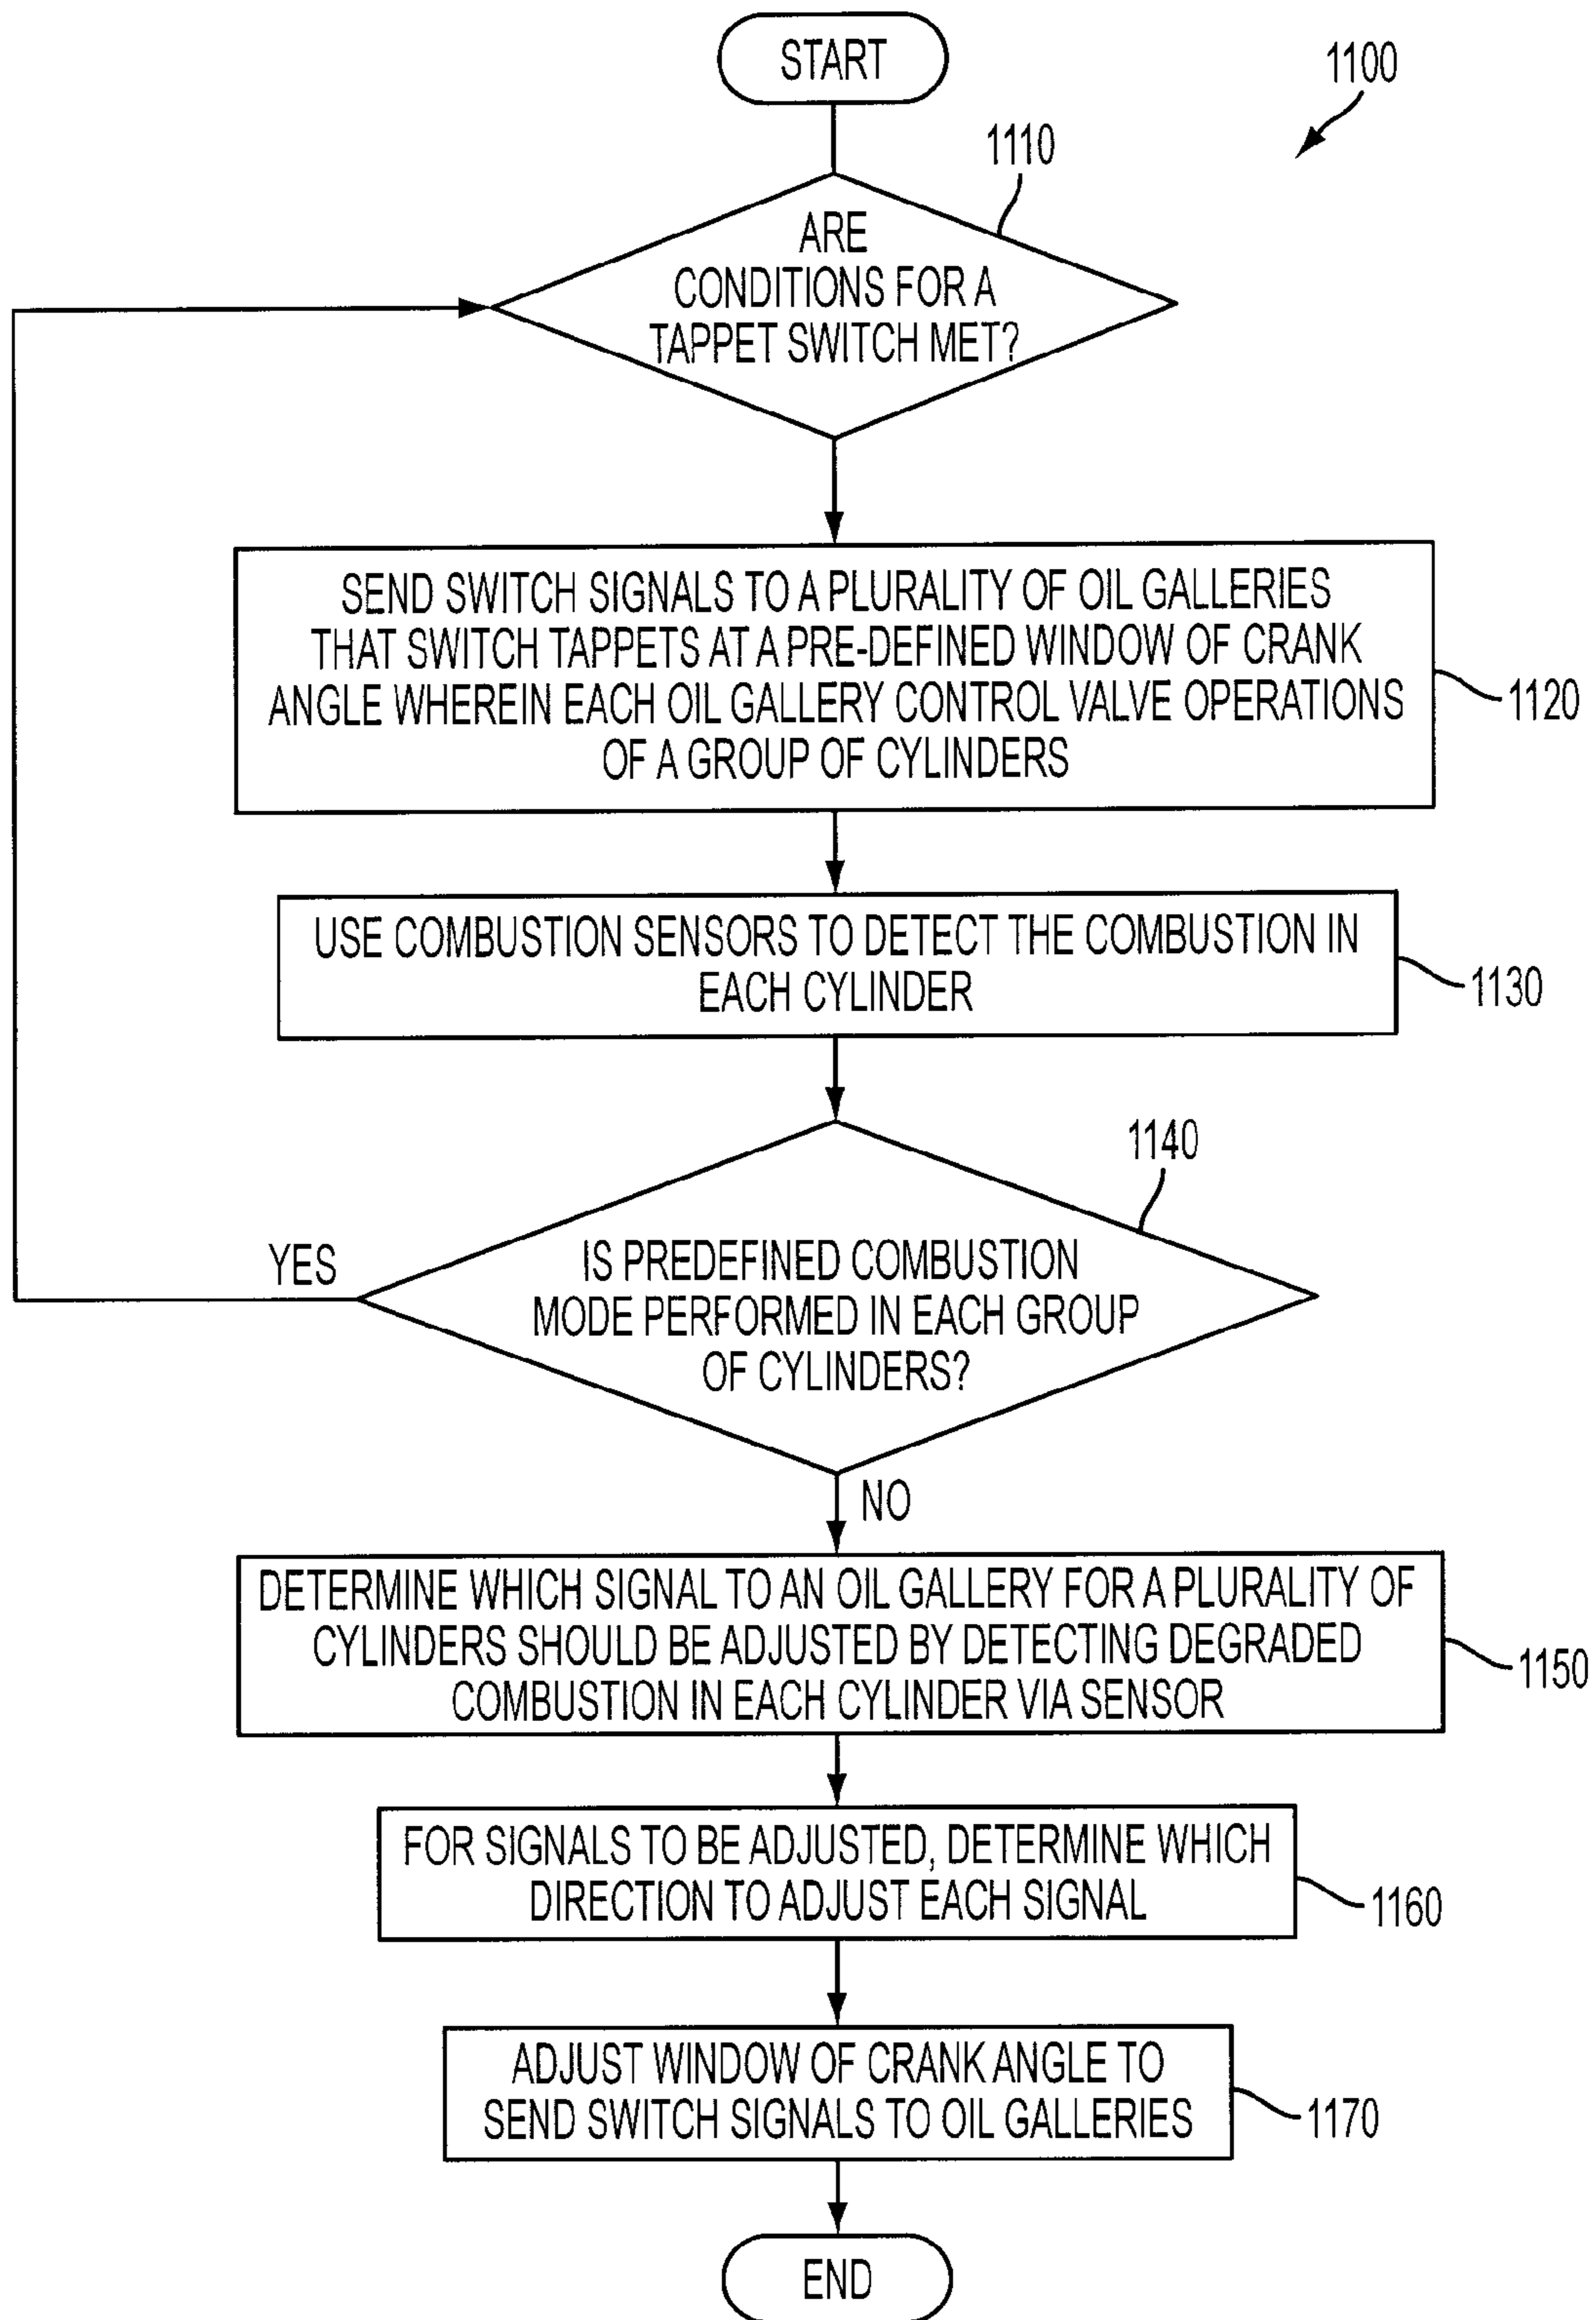 START
1100
1110
ARE
CONDITIONS FOR A
TAPPET SWITCH MET?
SEND SWITCH SIGNALS TO A PLURALITY OF OIL GALLERIES
THAT SWITCH TAPPETS AT A PRE-DEFINED WINDOW OF CRANK
ANGLE WHEREIN EACH OIL GALLERY CONTROL VALVE OPERATIONS
OF A GROUP OF CYLINDERS
1120
USE COMBUSTION SENSORS TO DETECT THE COMBUSTION IN
EACH CYLINDER
1130
1140
YES
IS PREDEFINED COMBUSTION
MODE PERFORMED IN EACH GROUP
OF CYLINDERS?
NO
DETERMINE WHICH SIGNAL TO AN OIL GALLERY FOR A PLURALITY OF
CYLINDERS SHOULD BE ADJUSTED BY DETECTING DEGRADED
COMBUSTION IN EACH CYLINDER VIA SENSOR
1150
FOR SIGNALS TO BE ADJUSTED, DETERMINE WHICH
DIRECTION TO ADJUST EACH SIGNAL
1160
ADJUST WINDOW OF CRANK ANGLE TO
SEND SWITCH SIGNALS TO OIL GALLERIES
1170
END